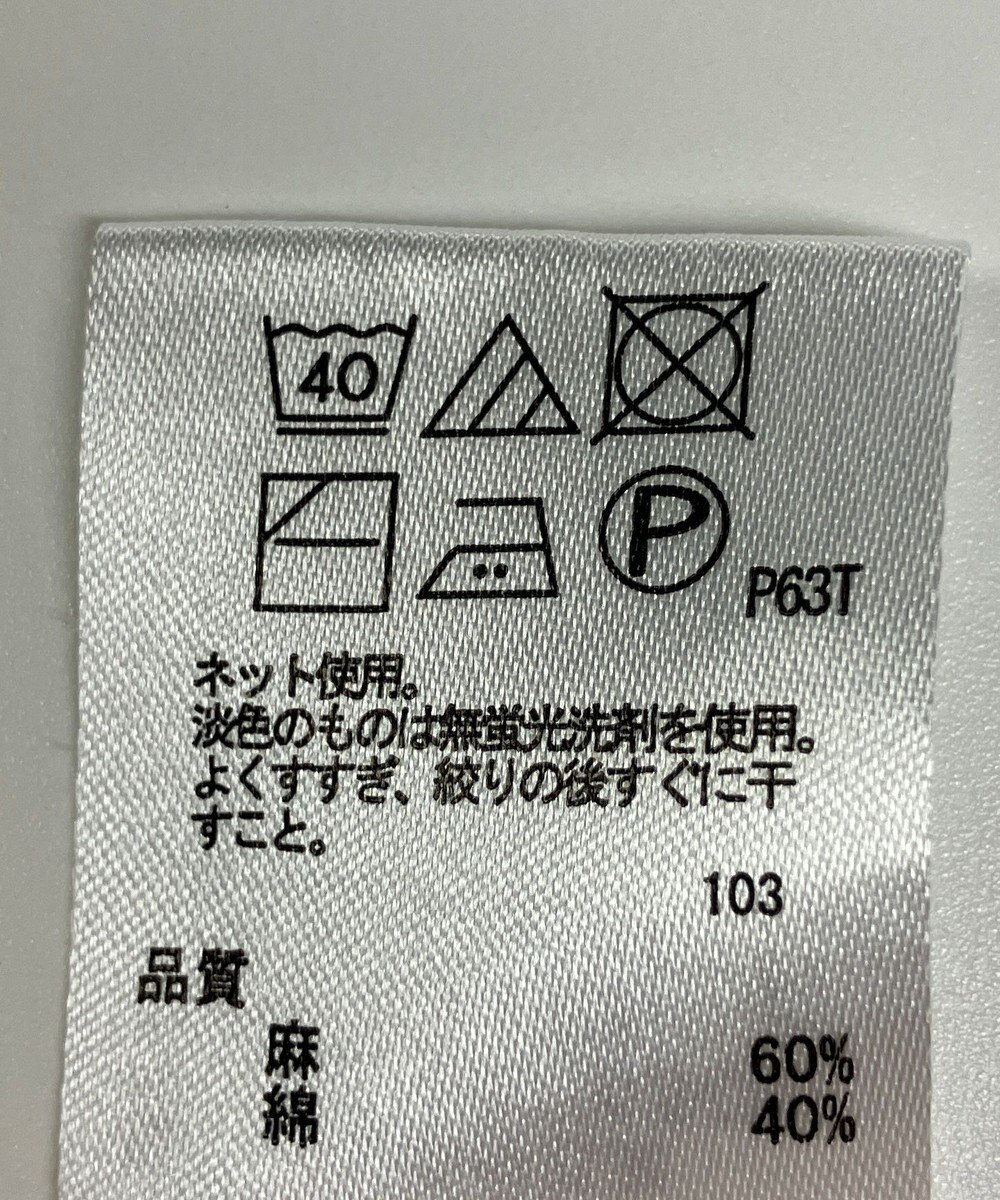 40
P
P63T
ネット使用。
淡色のものは無蛍光洗剤を使用。
よくすすぎ、絞りの後すぐに干
すこと。
103
品質
麻 60%
綿 40%